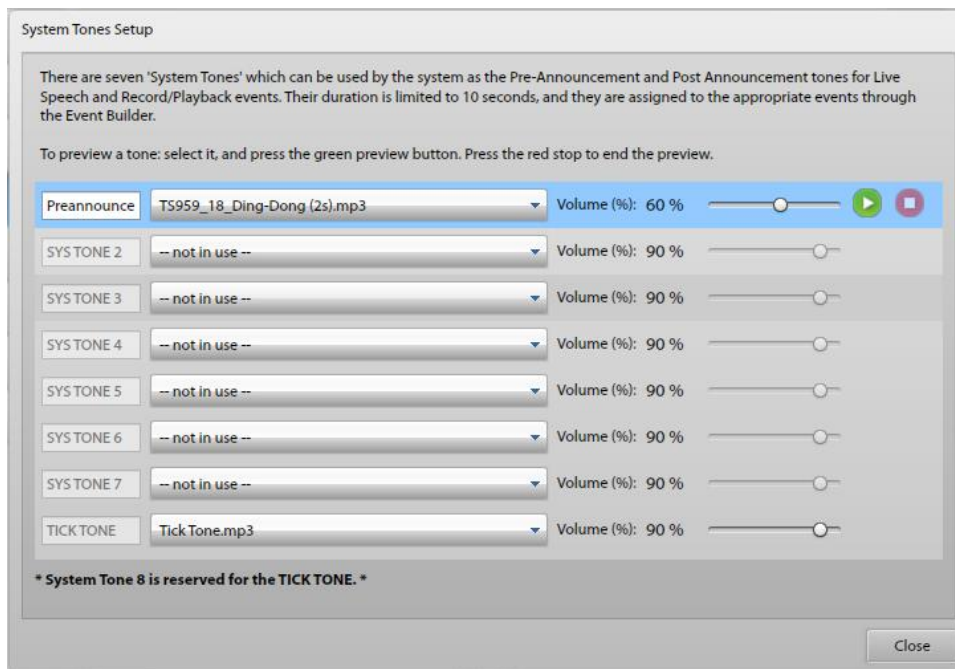 System Tones Setup
There are seven 'System Tones' which can be used by the system as the Pre-Announcement and Post Announcement tones for Live
Speech and Record/Playback events. Their duration is limited to 10 seconds, and they are assigned to the appropriate events through
the Event Builder.
To preview a tone: select it, and press the green preview button. Press the red stop to end the preview.
Preannounce TS959_18_Ding-Dong (2s).mp3 Volume (%): 60 %
SYS TONE 2 -- not in use -- Volume (%): 90 %
SYS TONE 3 -- not in use -- Volume (%): 90 %
SYS TONE 4 -- not in use -- Volume (%): 90 %
SYS TONE 5 -- not in use -- Volume (%): 90 %
SYS TONE 6 -- not in use -- Volume (%): 90 %
SYS TONE 7 -- not in use -- Volume (%): 90 %
TICK TONE Tick Tone.mp3 Volume (%): 90 %
* System Tone 8 is reserved for the TICK TONE. *
Close